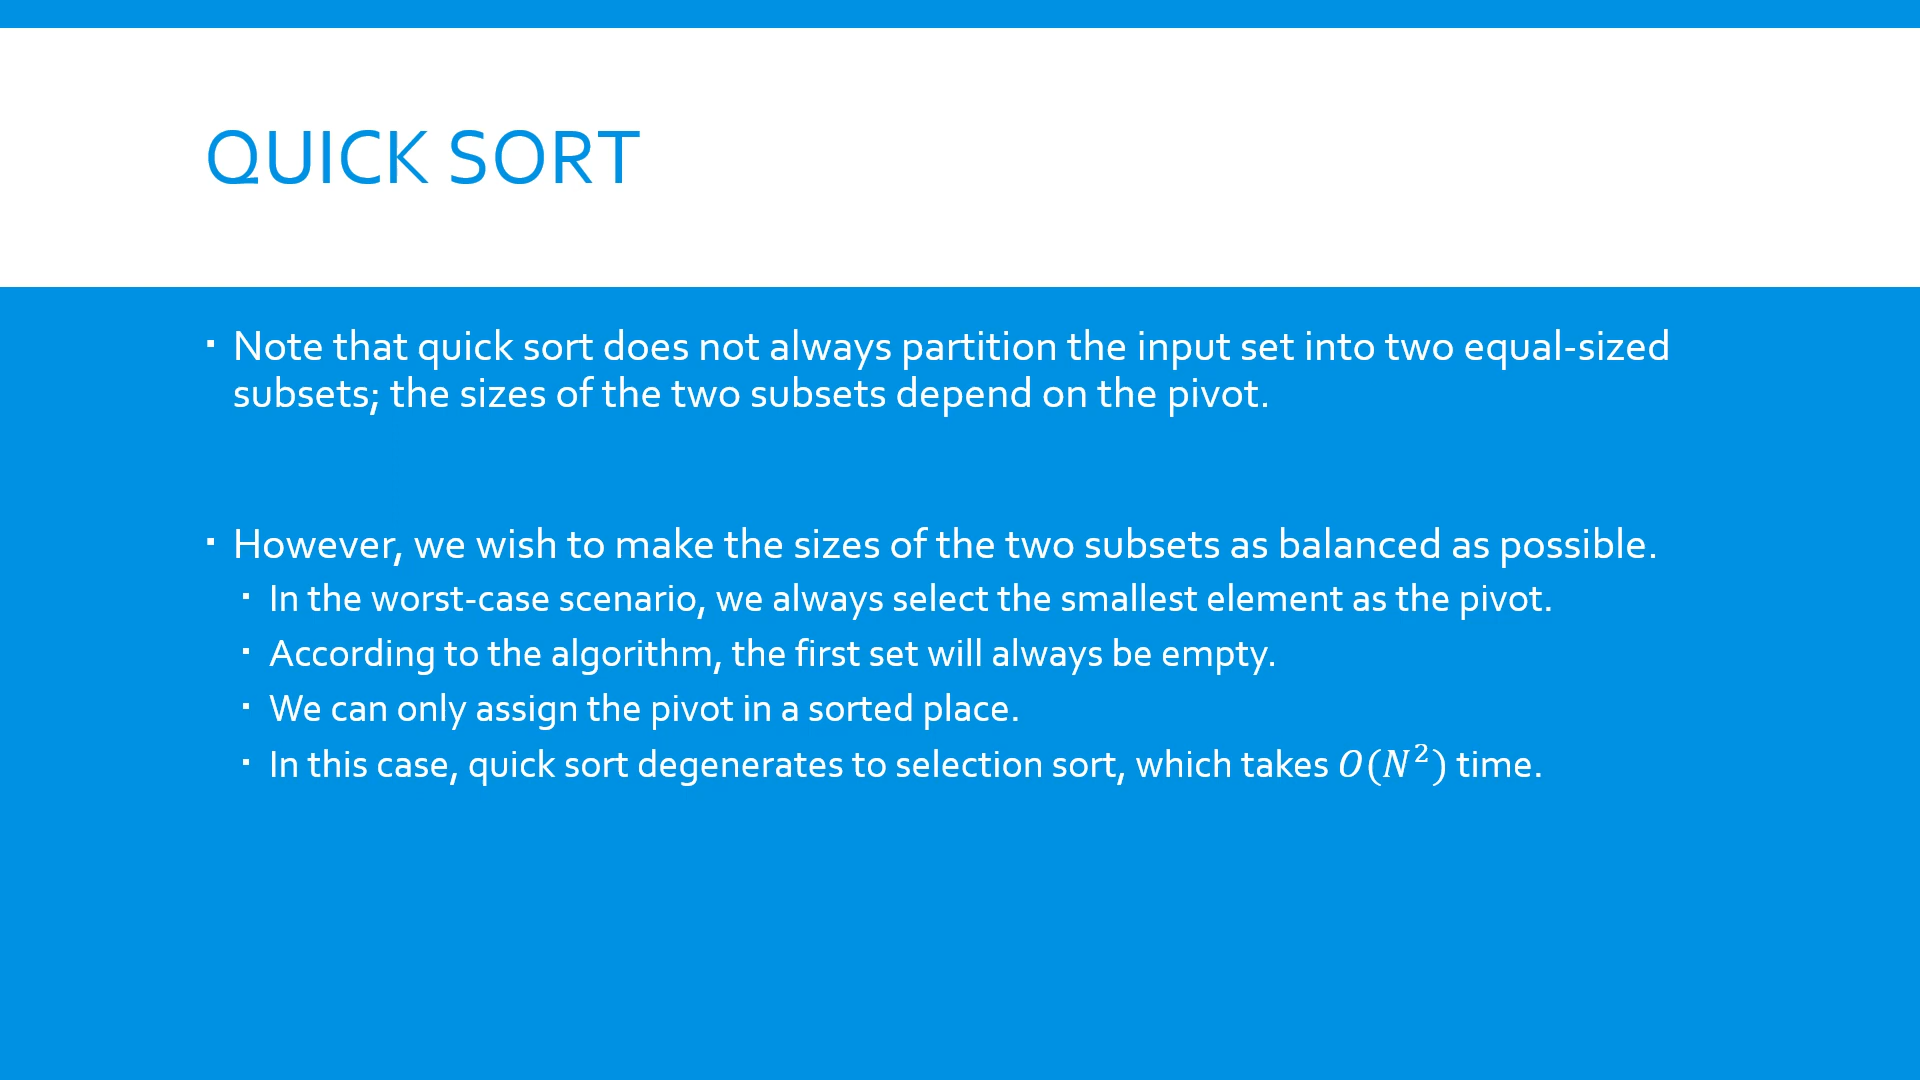 QUICK SORT
▪ Note that quick sort does not always partition the input set into two equal-sized
subsets; the sizes of the two subsets depend on the pivot.
▪ However, we wish to make the sizes of the two subsets as balanced as possible.
▪ In the worst-case scenario, we always select the smallest element as the pivot.
▪ According to the algorithm, the first set will always be empty.
▪ We can only assign the pivot in a sorted place.
▪ In this case, quick sort degenerates to selection sort, which takes O(N²) time.